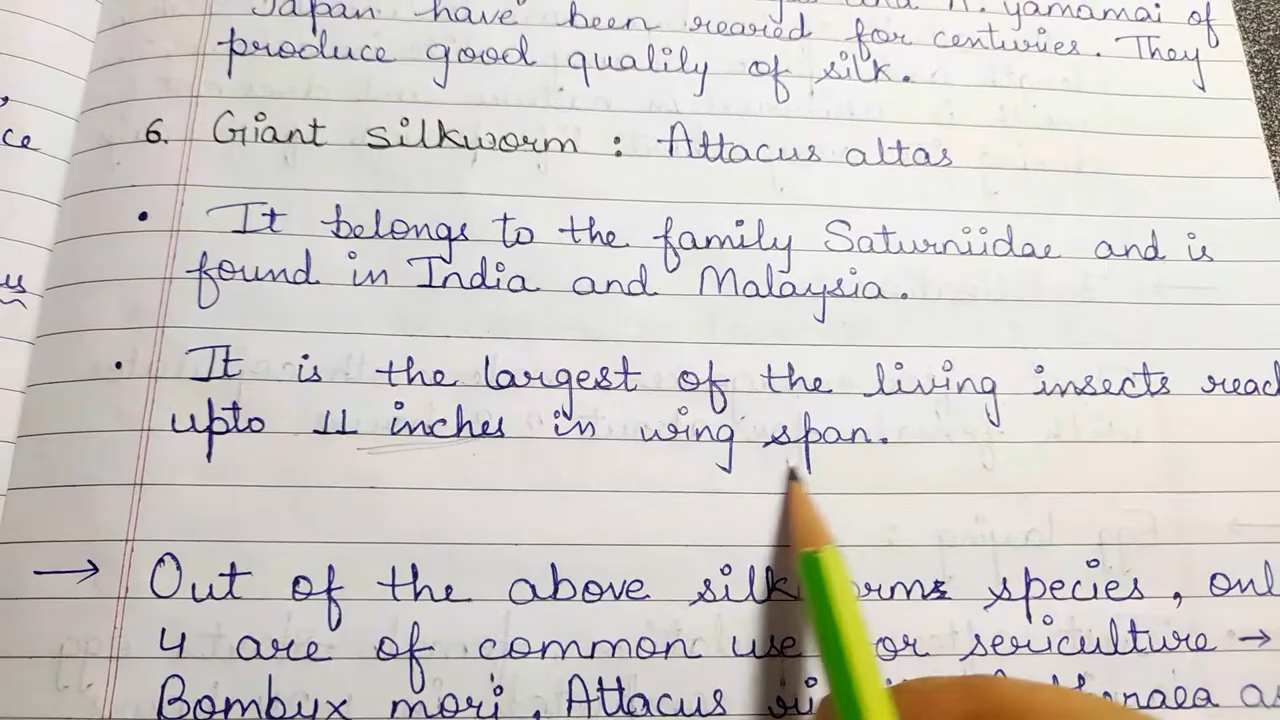 Japan have been reared for centuries. They
yamamai of
produce good quality of silk.
ce
6. Giant silkworm : Attacus altas
• It belongs to the family Saturniidae and is
found in India and Malaysia.
• It is the largest of the living insects reach
upto 11 inches in wing span.
→ Out of the above silk species,
4 are of common use sericulture →
Bombyx mori, Attacus